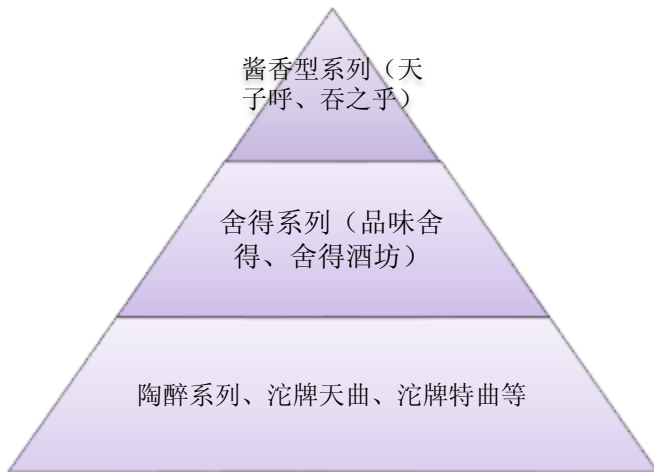 酱香型系列（天
子呼、吞之乎）
舍得系列（品味舍
得、舍得酒坊）
陶醉系列、沱牌天曲、沱牌特曲等